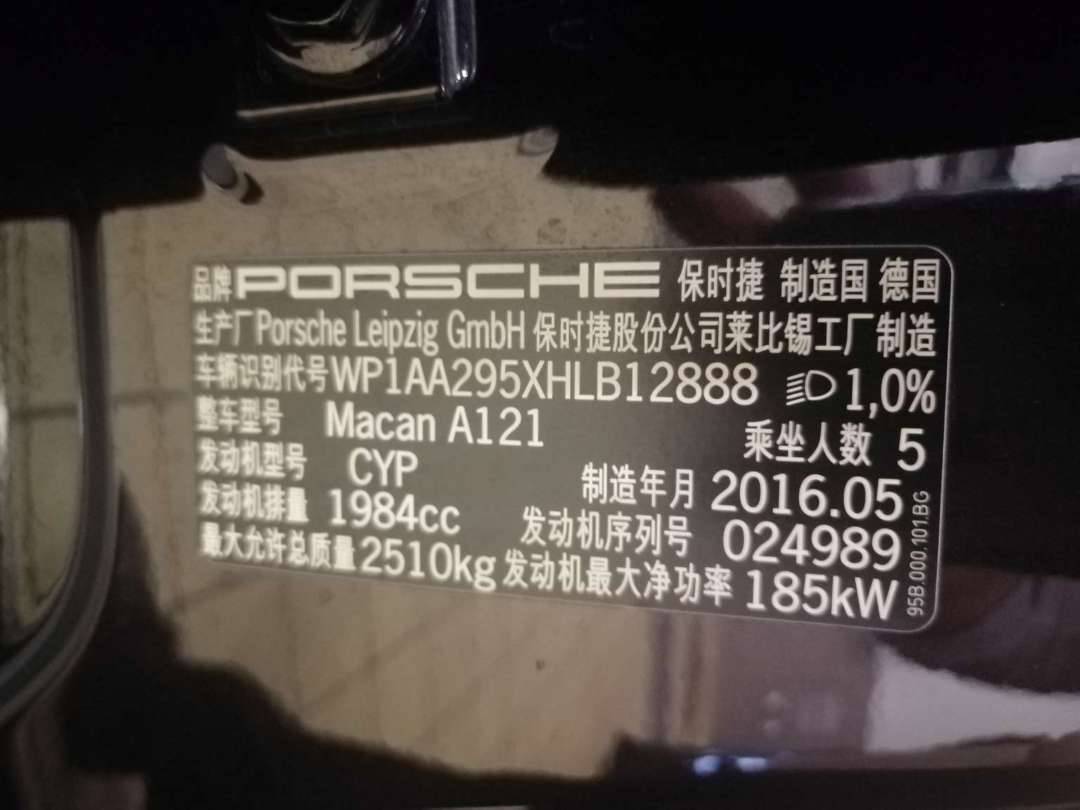 品牌 PORSCHE 保时捷 制造国 德国
生产厂 Porsche Leipzig GmbH 保时捷股份公司莱比锡工厂制造
车辆识别代号 WP1AA295XHLB12888 1,0%
整车型号 Macan A121 乘坐人数 5
发动机型号 CYP 制造年月 2016.05
发动机排量 1984cc 发动机序列号 024989
最大允许总质量 2510kg 发动机最大净功率 185kW
95B.000.101.BG